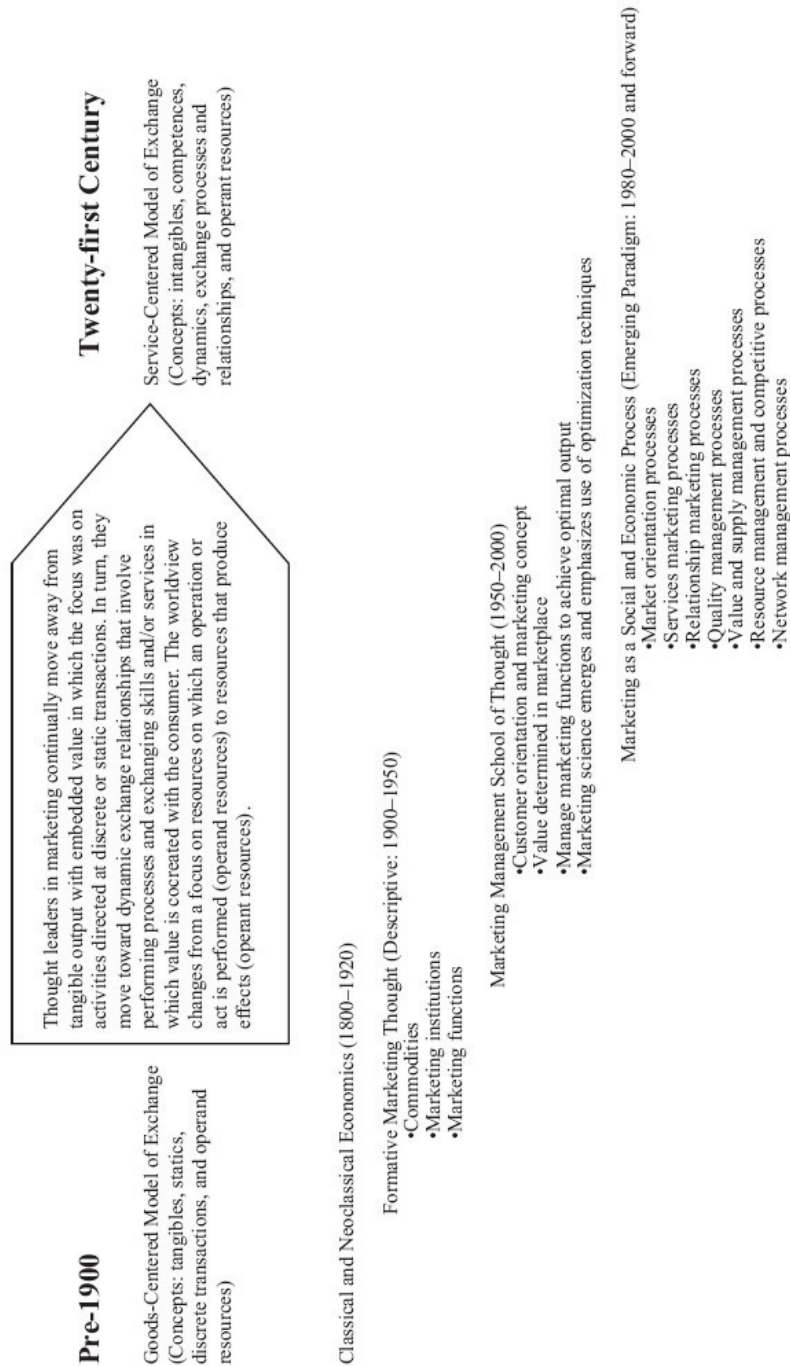 Pre-1900
Goods-Centered Model of Exchange
(Concepts: tangibles, statics,
discrete transactions, and operand
resources)
Thought leaders in marketing continually move away from
tangible output with embedded value in which the focus was on
activities directed at discrete or static transactions. In turn, they
move toward dynamic exchange relationships that involve
performing processes and exchanging skills and/or services in
which value is cocreated with the consumer. The worldview
changes from a focus on resources on which an operation or
act is performed (operand resources) to resources that produce
effects (operant resources).
Twenty-first Century
Service-Centered Model of Exchange
(Concepts: intangibles, competences,
dynamics, exchange processes and
relationships, and operant resources)
Classical and Neoclassical Economics (1800–1920)
Formative Marketing Thought (Descriptive: 1900–1950)
•Commodities
•Marketing institutions
•Marketing functions
Marketing Management School of Thought (1950–2000)
•Customer orientation and marketing concept
•Value determined in marketplace
•Manage marketing functions to achieve optimal output
•Marketing science emerges and emphasizes use of optimization techniques
Marketing as a Social and Economic Process (Emerging Paradigm: 1980–2000 and forward)
•Market orientation processes
•Services marketing processes
•Relationship marketing processes
•Quality management processes
•Value and supply management processes
•Resource management and competitive processes
•Network management processes